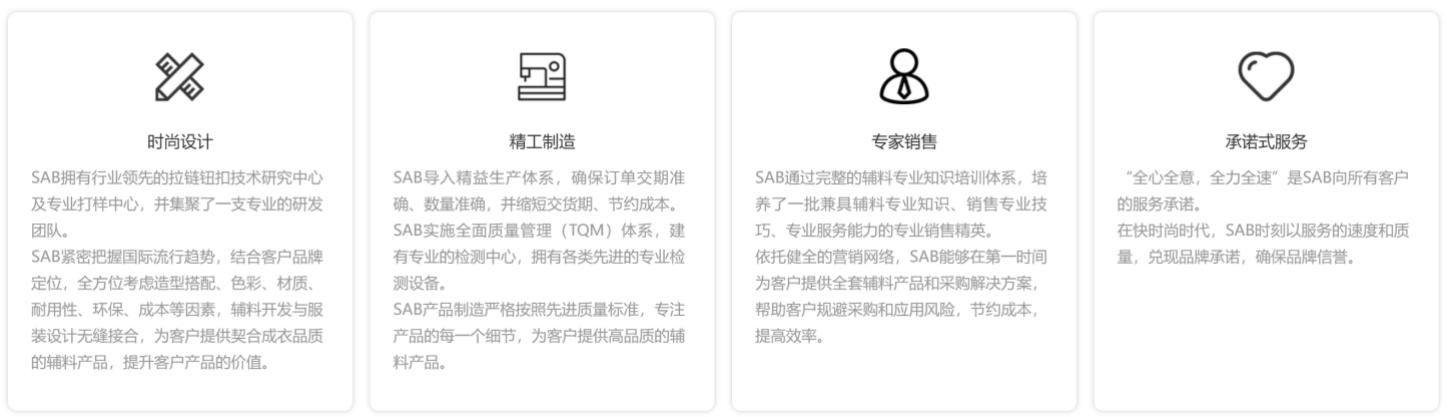 时尚设计
SAB拥有行业领先的拉链钮扣技术研究中心
及专业打样中心，并集聚了一支专业的研发
团队。
SAB紧密把握国际流行趋势，结合客户品牌
定位，全方位考虑造型搭配、色彩、材质、
耐用性、环保、成本等因素，辅料开发与服
装设计无缝接合，为客户提供契合成衣品质
的辅料产品，提升客户产品的价值。
精工制造
SAB导入精益生产体系，确保订单交期准
确、数量准确，并缩短交货期、节约成本。
SAB实施全面质量管理（TQM）体系，建
有专业的检测中心，拥有各类先进的专业检
测设备。
SAB产品制造严格按照先进质量标准，专注
产品的每一个细节，为客户提供高品质的辅
料产品。
专家销售
SAB通过完整的辅料专业知识培训体系，培
养了一批兼具辅料专业知识、销售专业技
巧、专业服务能力的专业销售精英。
依托健全的营销网络，SAB能够在第一时间
为客户提供全套辅料产品和采购解决方案，
帮助客户规避采购和应用风险，节约成本，
提高效率。
承诺式服务
“全心全意，全力全速”是SAB向所有客户
的服务承诺。
在快时尚时代，SAB时刻以服务的速度和质
量，兑现品牌承诺，确保品牌信誉。